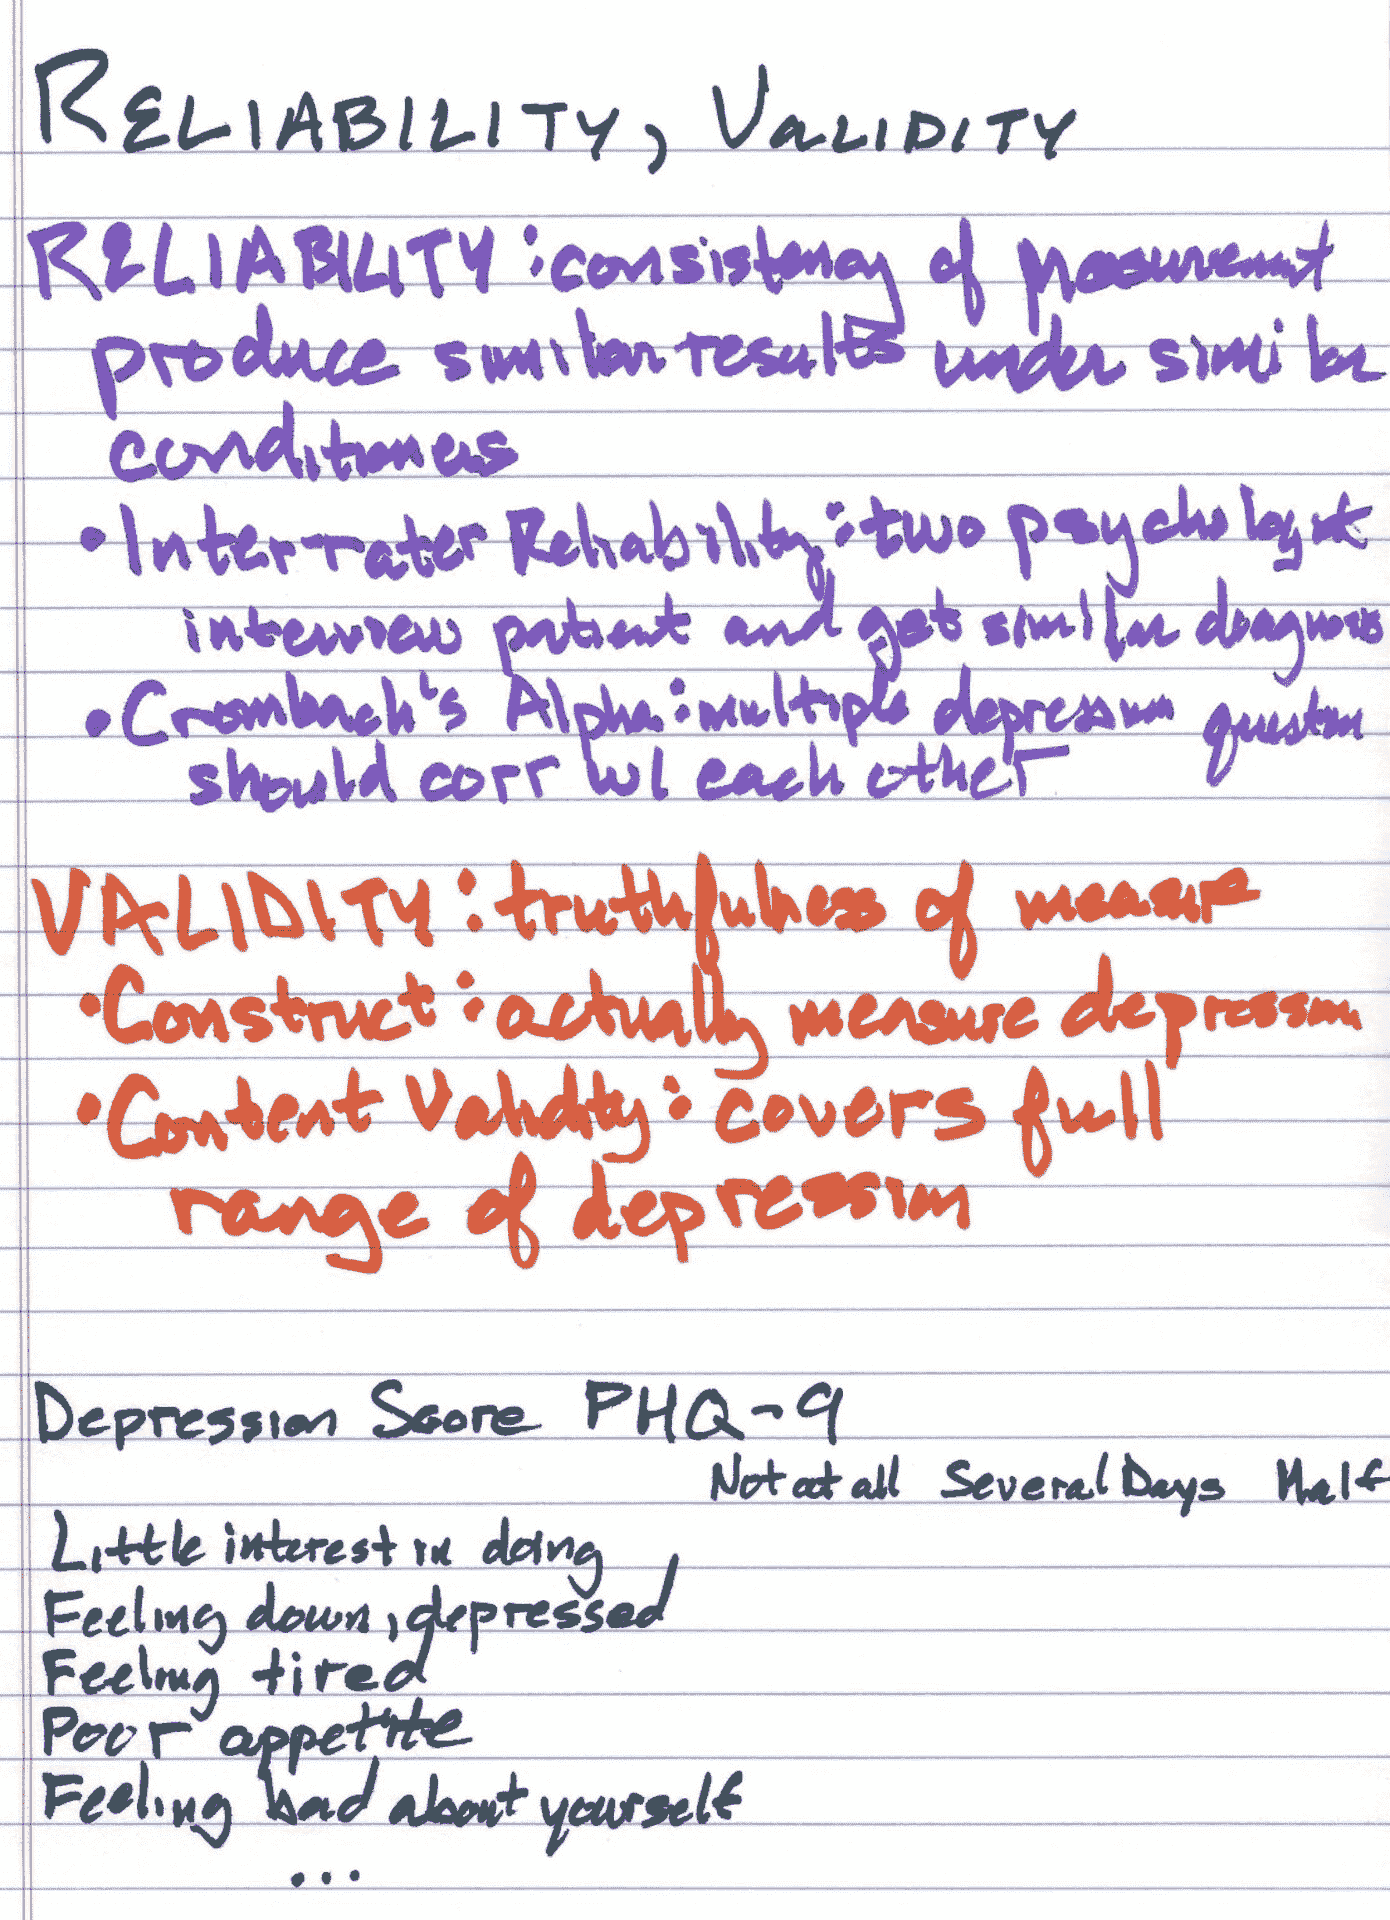 RELIABILITY, VALIDITY
RELIABILITY: consistency of measurement
produce similar results under similar
conditions
• Inter-rater Reliability: two psychologist
interview patient and get similar diagnosis
• Crombach's Alpha: multiple depression question
should corr w/ each other
VALIDITY: truthfulness of measure
• Construct: actually measure depression
• Content Validity: covers full
range of depression
Depression Score PHQ-9
Not at all Several Days Half
Little interest in doing
Feeling down, depressed
Feeling tired
Poor appetite
Feeling bad about yourself
...